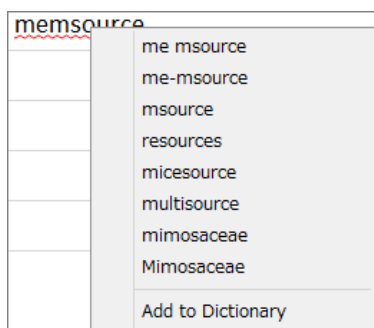 memsource
me msource
me-msource
msource
resources
micesource
multisource
mimosaceae
Mimosaceae
Add to Dictionary